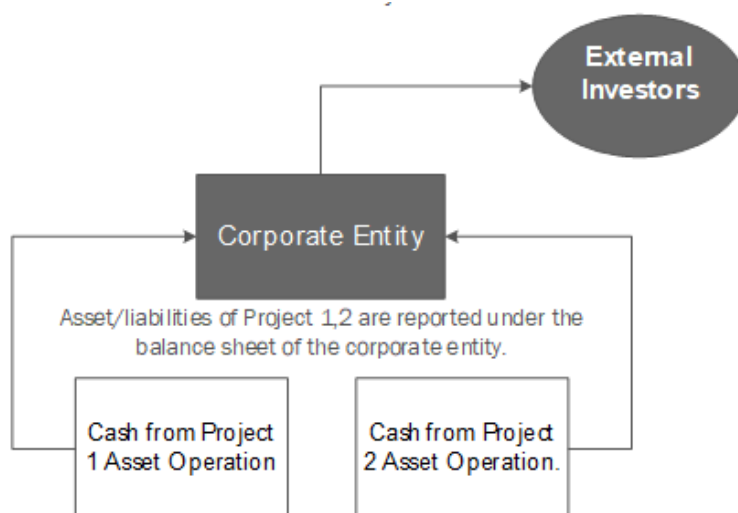 External
Investors
Corporate Entity
Asset/liabilities of Project 1,2 are reported under the
balance sheet of the corporate entity.
Cash from Project
1 Asset Operation
Cash from Project
2 Asset Operation.